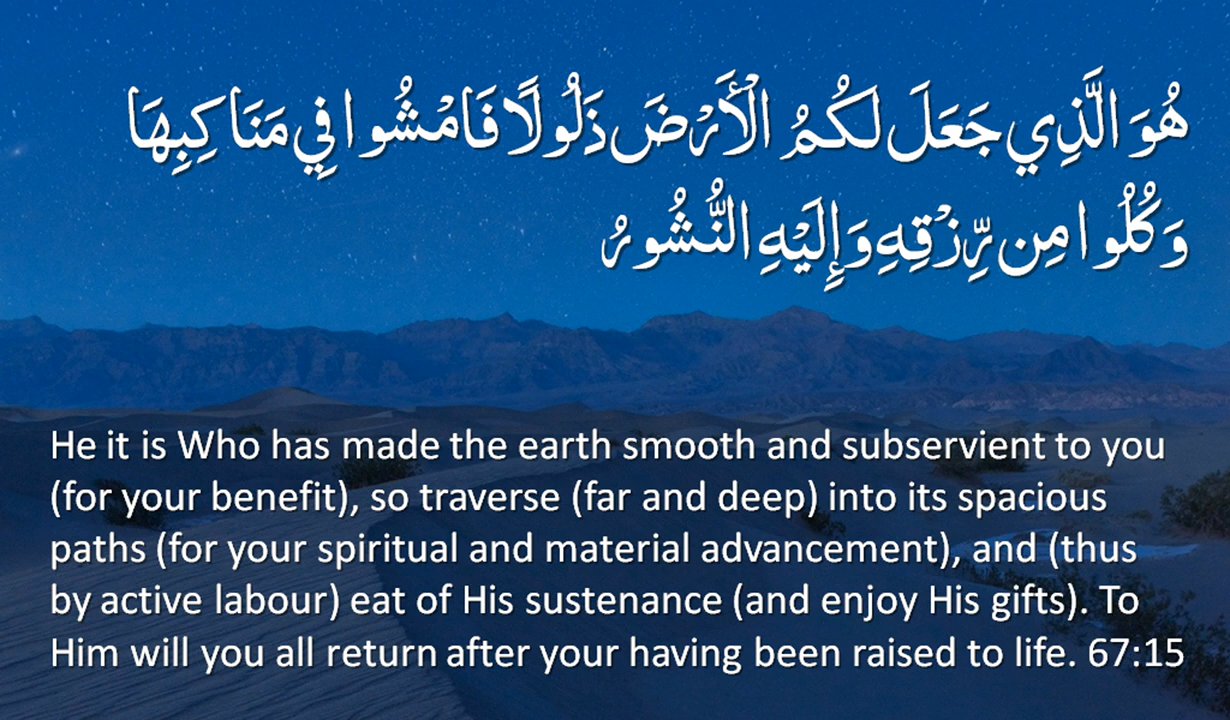 هُوَ الَّذِي جَعَلَ لَكُمُ الْأَرْضَ ذَلُولًا فَامْشُوا فِي مَنَاكِبِهَا
وَكُلُوا مِن رِّزْقِهِ وَإِلَيْهِ النُّشُورُ
He it is Who has made the earth smooth and subservient to you
(for your benefit), so traverse (far and deep) into its spacious
paths (for your spiritual and material advancement), and (thus
by active labour) eat of His sustenance (and enjoy His gifts). To
Him will you all return after your having been raised to life. 67:15